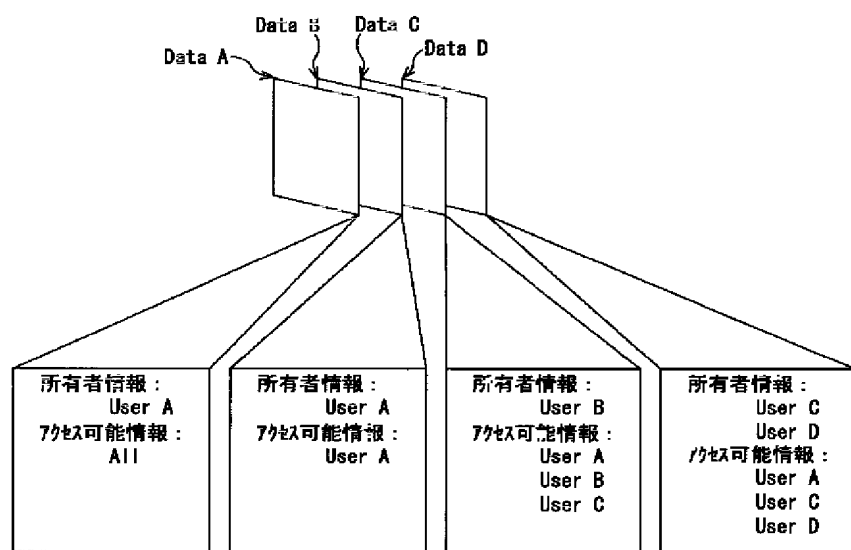 Data A
Data B
Data C
Data D
所有者情報：
User A
アクセス可能情報：
All
所有者情報：
User A
アクセス可能情報：
User A
所有者情報：
User B
アクセス可能情報：
User A
User B
User C
所有者情報：
User C
User D
アクセス可能情報：
User A
User C
User D